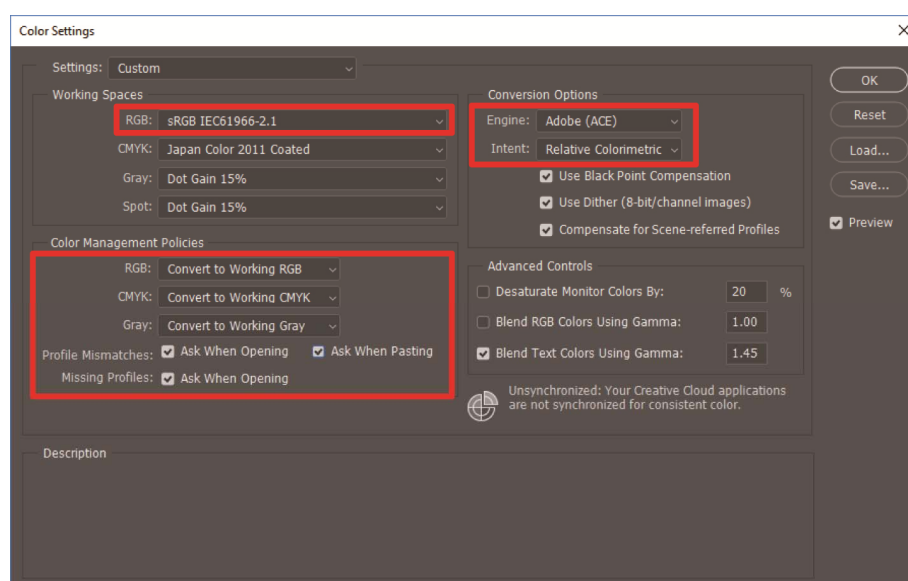 Color Settings
Settings: Custom
Working Spaces
RGB: sRGB IEC61966-2.1
CMYK: Japan Color 2011 Coated
Gray: Dot Gain 15%
Spot: Dot Gain 15%
Color Management Policies
RGB: Convert to Working RGB
CMYK: Convert to Working CMYK
Gray: Convert to Working Gray
Profile Mismatches: Ask When Opening Ask When Pasting
Missing Profiles: Ask When Opening
Conversion Options
Engine: Adobe (ACE)
Intent: Relative Colorimetric
Use Black Point Compensation
Use Dither (8-bit/channel images)
Compensate for Scene-referred Profiles
Advanced Controls
Desaturate Monitor Colors By: 20 %
Blend RGB Colors Using Gamma: 1.00
Blend Text Colors Using Gamma: 1.45
Unsynchronized: Your Creative Cloud applications
are not synchronized for consistent color.
OK
Reset
Load...
Save...
Preview
Description